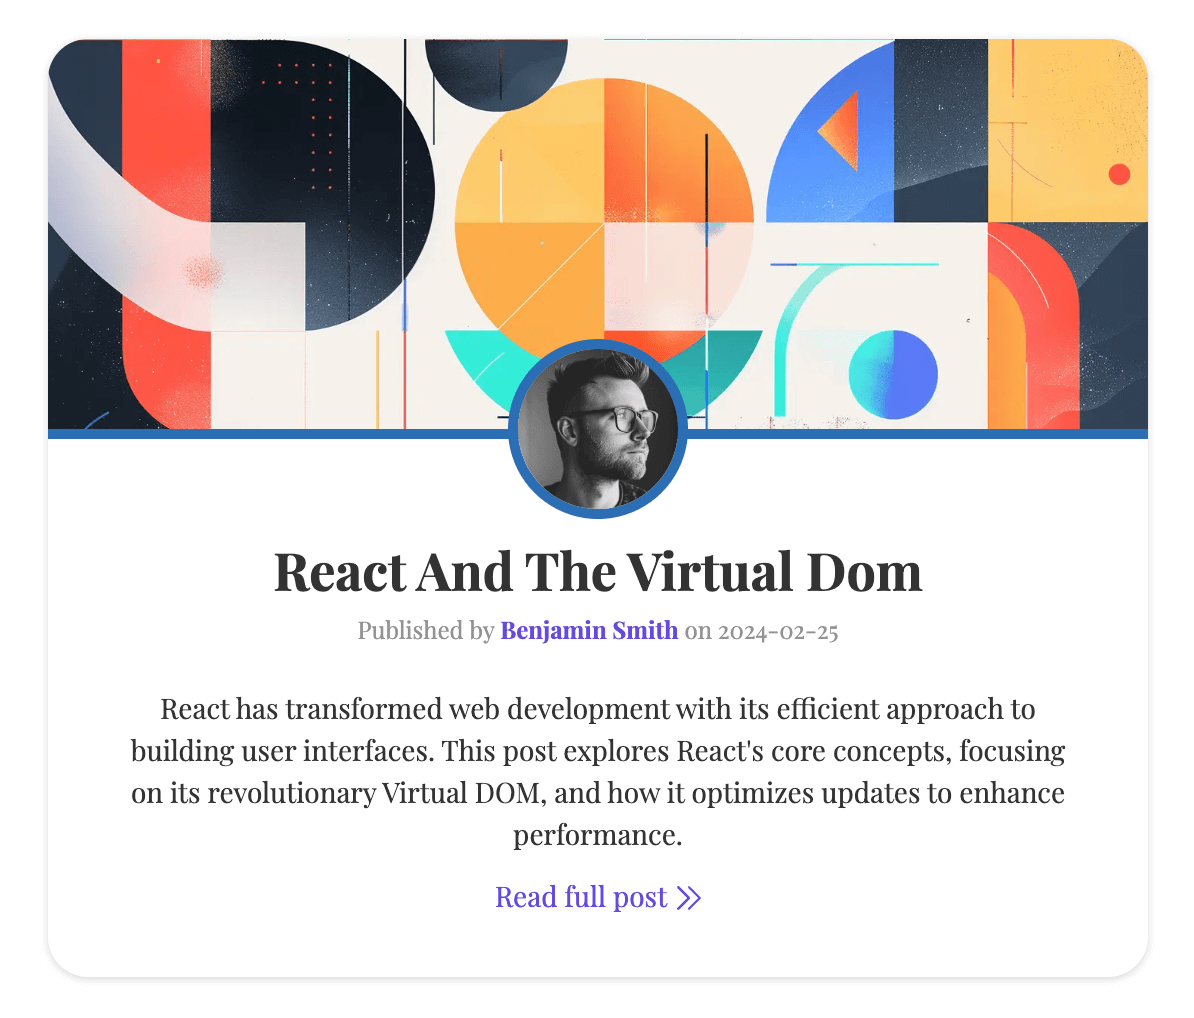 React And The Virtual Dom
Published by Benjamin Smith on 2024-02-25
React has transformed web development with its efficient approach to
building user interfaces. This post explores React's core concepts, focusing
on its revolutionary Virtual DOM, and how it optimizes updates to enhance
performance.
Read full post